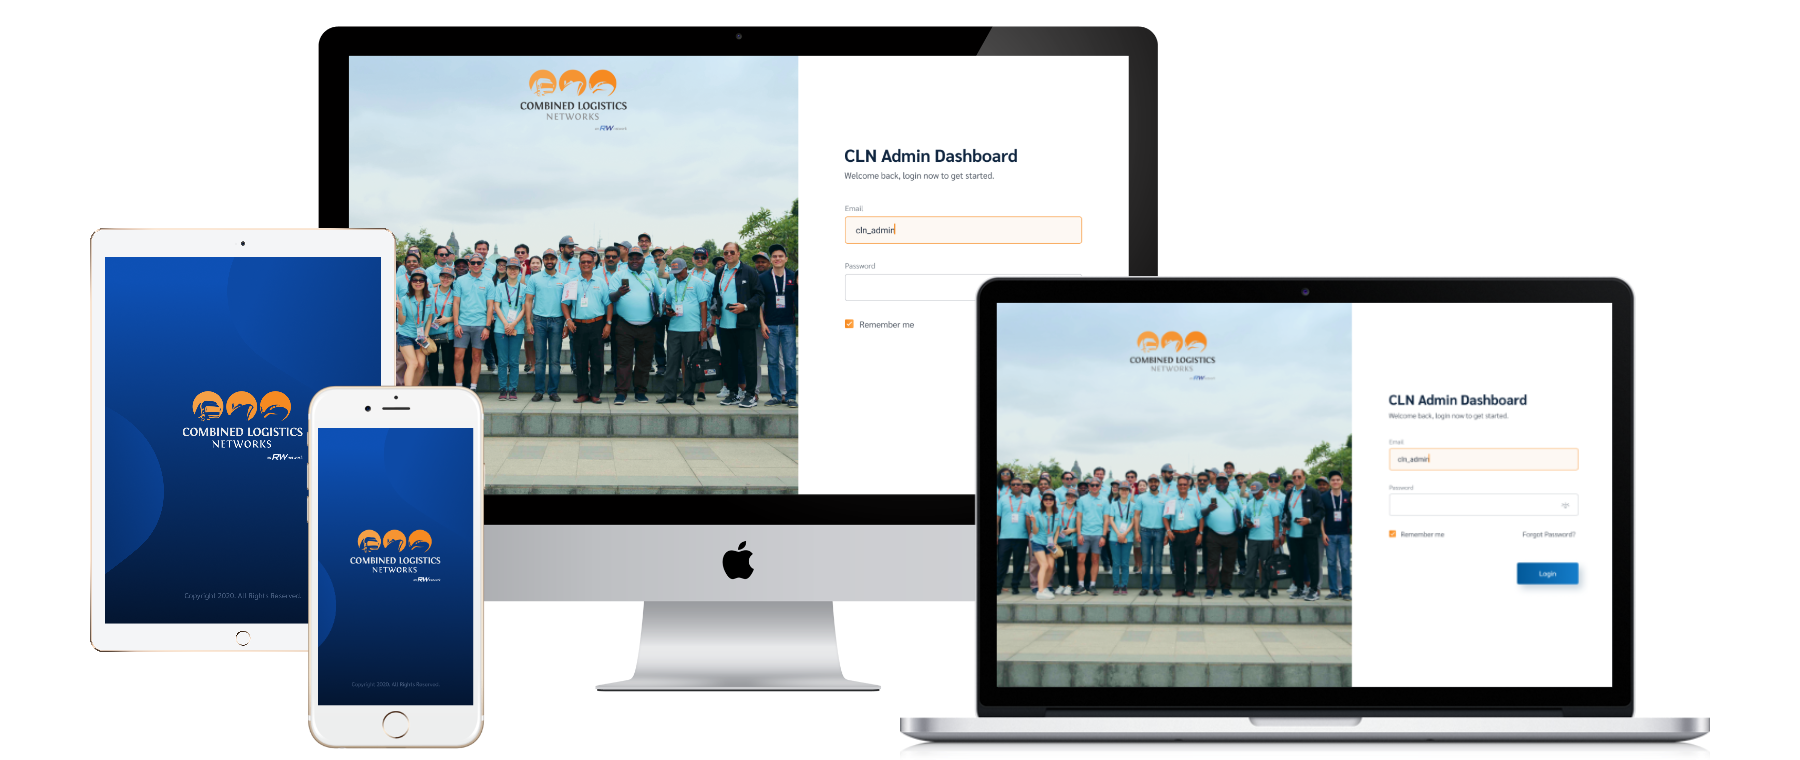 COMBINED LOGISTICS
NETWORKS
RW
CLN Admin Dashboard
Welcome back, login now to get started.
Email
cln_admin
Password
Remember me
COMBINED LOGISTICS
NETWORKS
RW
Copyright 2020. All Rights Reserved.
COMBINED LOGISTICS
NETWORKS
RW
Copyright 2020. All Rights Reserved.
COMBINED LOGISTICS
NETWORKS
RW
CLN Admin Dashboard
Welcome back, login now to get started.
Email
cln_admin
Password
Remember me
Forgot Password?
Login